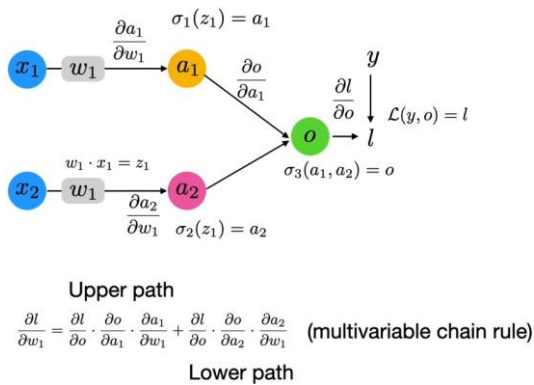 σ₁(z₁) = a₁
x₁
w₁
∂a₁/∂w₁
a₁
∂o/∂a₁
y
∂l/∂o
ℒ(y, o) = l
o
l
σ₃(a₁, a₂) = o
w₁ · x₁ = z₁
x₂
w₁
∂a₂/∂w₁
a₂
σ₂(z₁) = a₂
Upper path
∂l/∂w₁ = ∂l/∂o · ∂o/∂a₁ · ∂a₁/∂w₁ + ∂l/∂o · ∂o/∂a₂ · ∂a₂/∂w₁ (multivariable chain rule)
Lower path